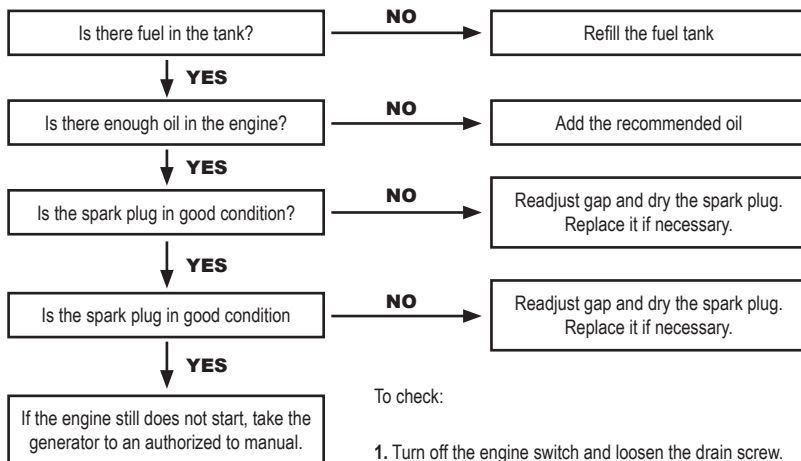 Is there fuel in the tank?
NO
Refill the fuel tank
YES
Is there enough oil in the engine?
NO
Add the recommended oil
YES
Is the spark plug in good condition?
NO
Readjust gap and dry the spark plug.
Replace it if necessary.
YES
Is the spark plug in good condition
NO
Readjust gap and dry the spark plug.
Replace it if necessary.
YES
If the engine still does not start, take the
generator to an authorized to manual.
To check:
1. Turn off the engine switch and loosen the drain screw.